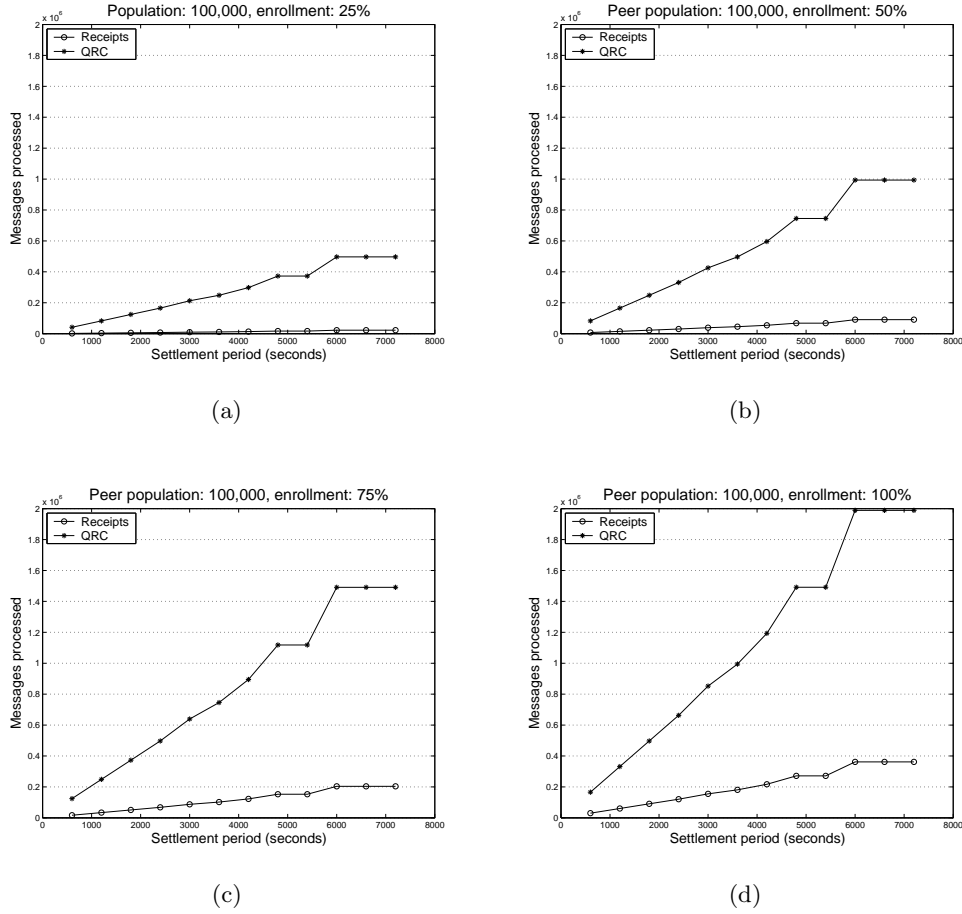 Population: 100,000, enrollment: 25%
x 10^6
Receipts
QRC
Messages processed
2
1.8
1.6
1.4
1.2
1
0.8
0.6
0.4
0.2
0
0 1000 2000 3000 4000 5000 6000 7000 8000
Settlement period (seconds)
(a)
Peer population: 100,000, enrollment: 50%
x 10^6
Receipts
QRC
Messages processed
2
1.8
1.6
1.4
1.2
1
0.8
0.6
0.4
0.2
0
0 1000 2000 3000 4000 5000 6000 7000 8000
Settlement period (seconds)
(b)
Peer population: 100,000, enrollment: 75%
x 10^6
Receipts
QRC
Messages processed
2
1.8
1.6
1.4
1.2
1
0.8
0.6
0.4
0.2
0
0 1000 2000 3000 4000 5000 6000 7000 8000
Settlement period (seconds)
(c)
Peer population: 100,000, enrollment: 100%
x 10^6
Receipts
QRC
Messages processed
2
1.8
1.6
1.4
1.2
1
0.8
0.6
0.4
0.2
0
0 1000 2000 3000 4000 5000 6000 7000 8000
Settlement period (seconds)
(d)